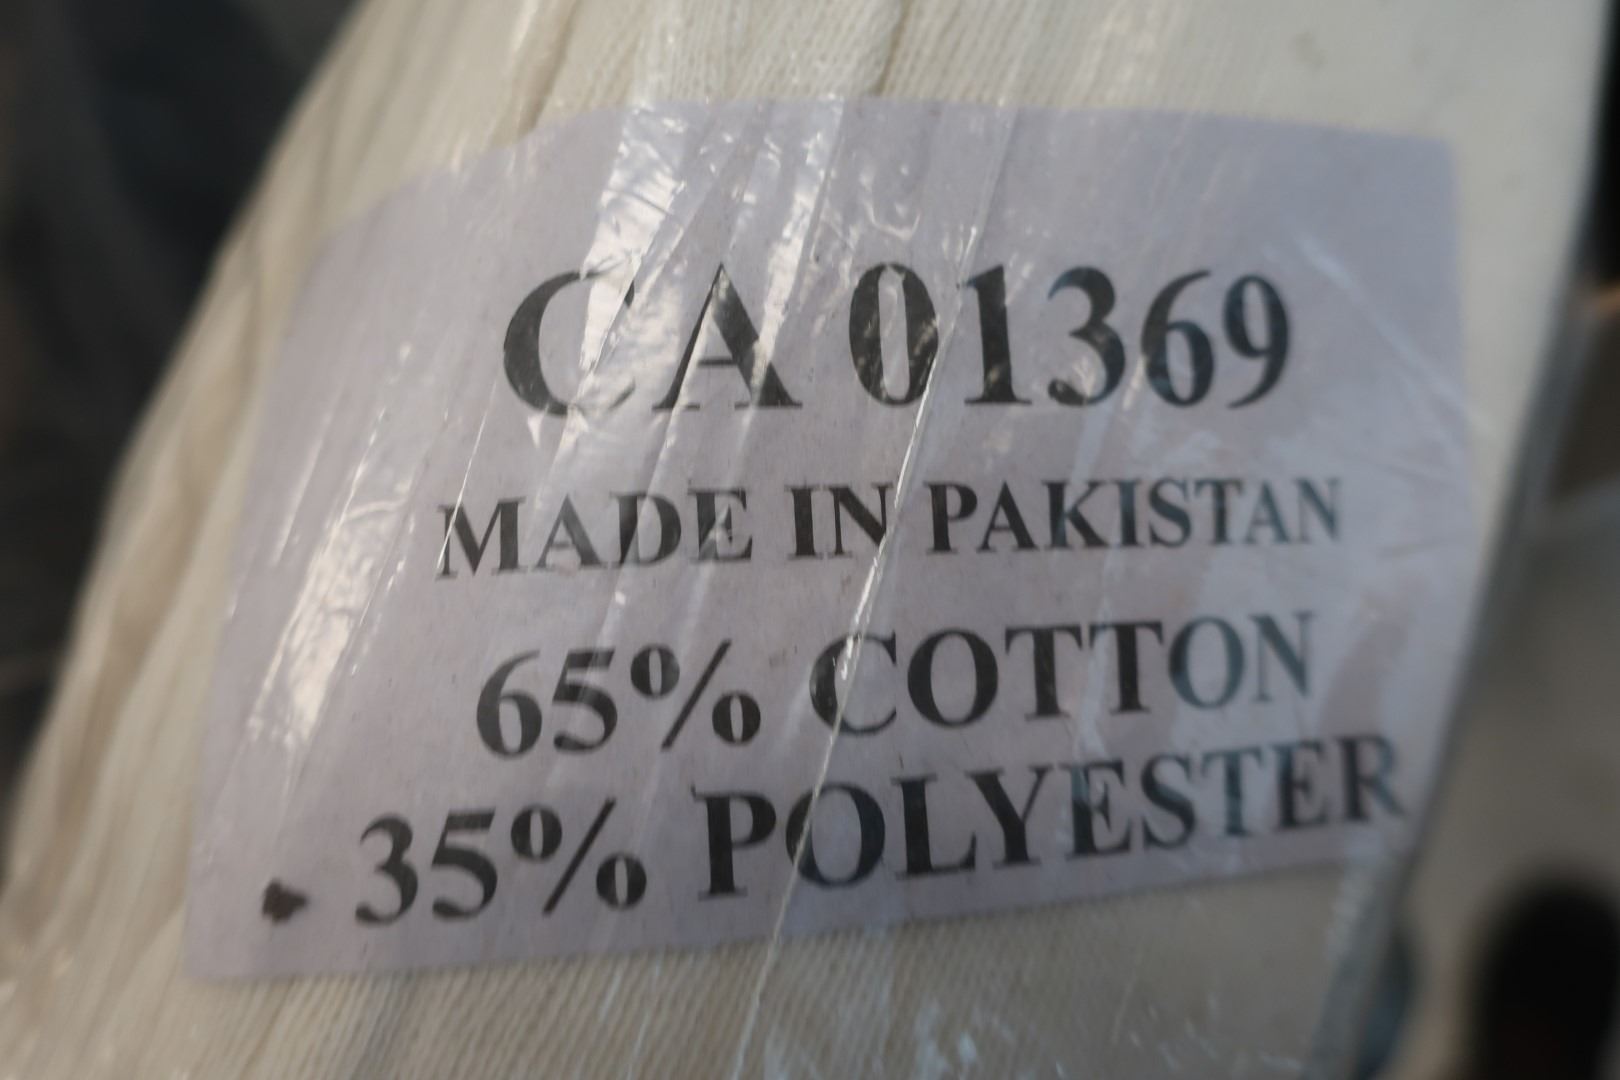 CA 01369
MADE IN PAKISTAN
65% COTTON
35% POLYESTER